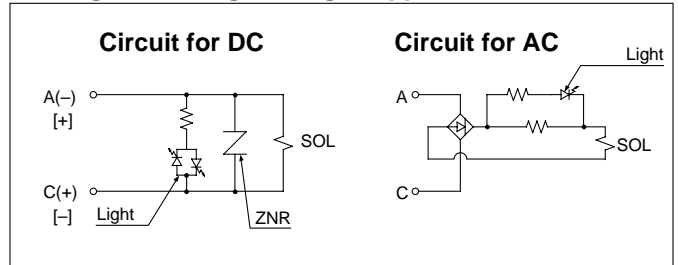 Circuit for DC
A(–)
[+]
SOL
C(+)
[–]
Light
ZNR
Circuit for AC
Light
A
SOL
C